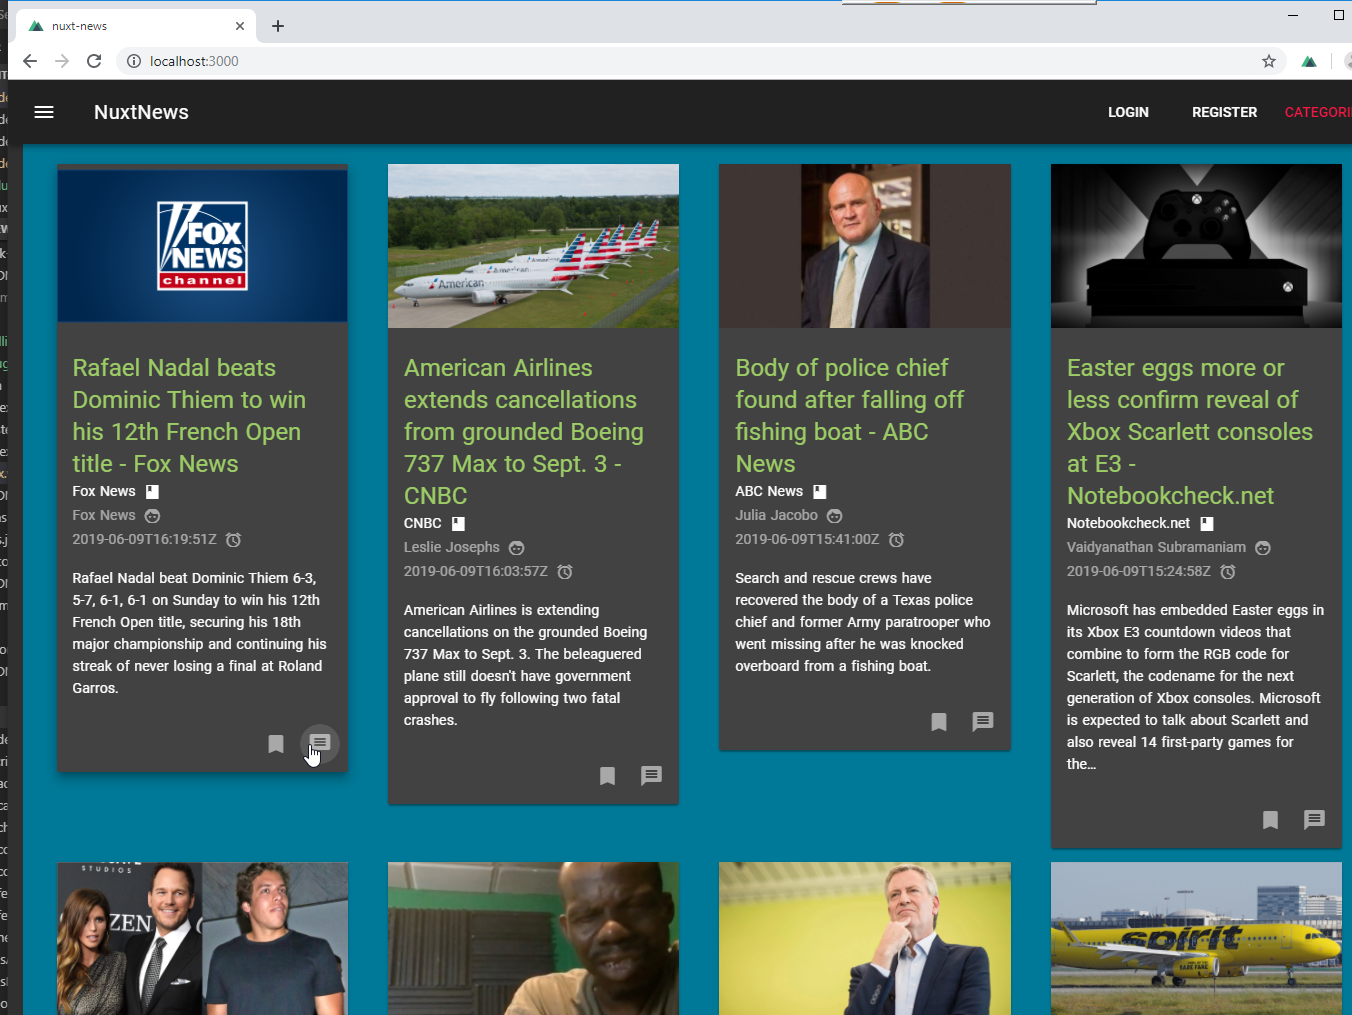 nuxt-news
localhost:3000
NuxtNews
LOGIN
REGISTER
CATEGORI
FOX
NEWS
channel
American
American
Rafael Nadal beats
Dominic Thiem to win
his 12th French Open
title - Fox News
Fox News
Fox News
2019-06-09T16:19:51Z
Rafael Nadal beat Dominic Thiem 6-3,
5-7, 6-1, 6-1 on Sunday to win his 12th
French Open title, securing his 18th
major championship and continuing his
streak of never losing a final at Roland
Garros.
American Airlines
extends cancellations
from grounded Boeing
737 Max to Sept. 3 -
CNBC
CNBC
Leslie Josephs
2019-06-09T16:03:57Z
American Airlines is extending
cancellations on the grounded Boeing
737 Max to Sept. 3. The beleaguered
plane still doesn't have government
approval to fly following two fatal
crashes.
Body of police chief
found after falling off
fishing boat - ABC
News
ABC News
Julia Jacobo
2019-06-09T15:41:00Z
Search and rescue crews have
recovered the body of a Texas police
chief and former Army paratrooper who
went missing after he was knocked
overboard from a fishing boat.
Easter eggs more or
less confirm reveal of
Xbox Scarlett consoles
at E3 -
Notebookcheck.net
Notebookcheck.net
Vaidyanathan Subramaniam
2019-06-09T15:24:58Z
Microsoft has embedded Easter eggs in
its Xbox E3 countdown videos that
combine to form the RGB code for
Scarlett, the codename for the next
generation of Xbox consoles. Microsoft
is expected to talk about Scarlett and
also reveal 14 first-party games for
the…
STUDIOS
ZEN
spirit
BARE FARE